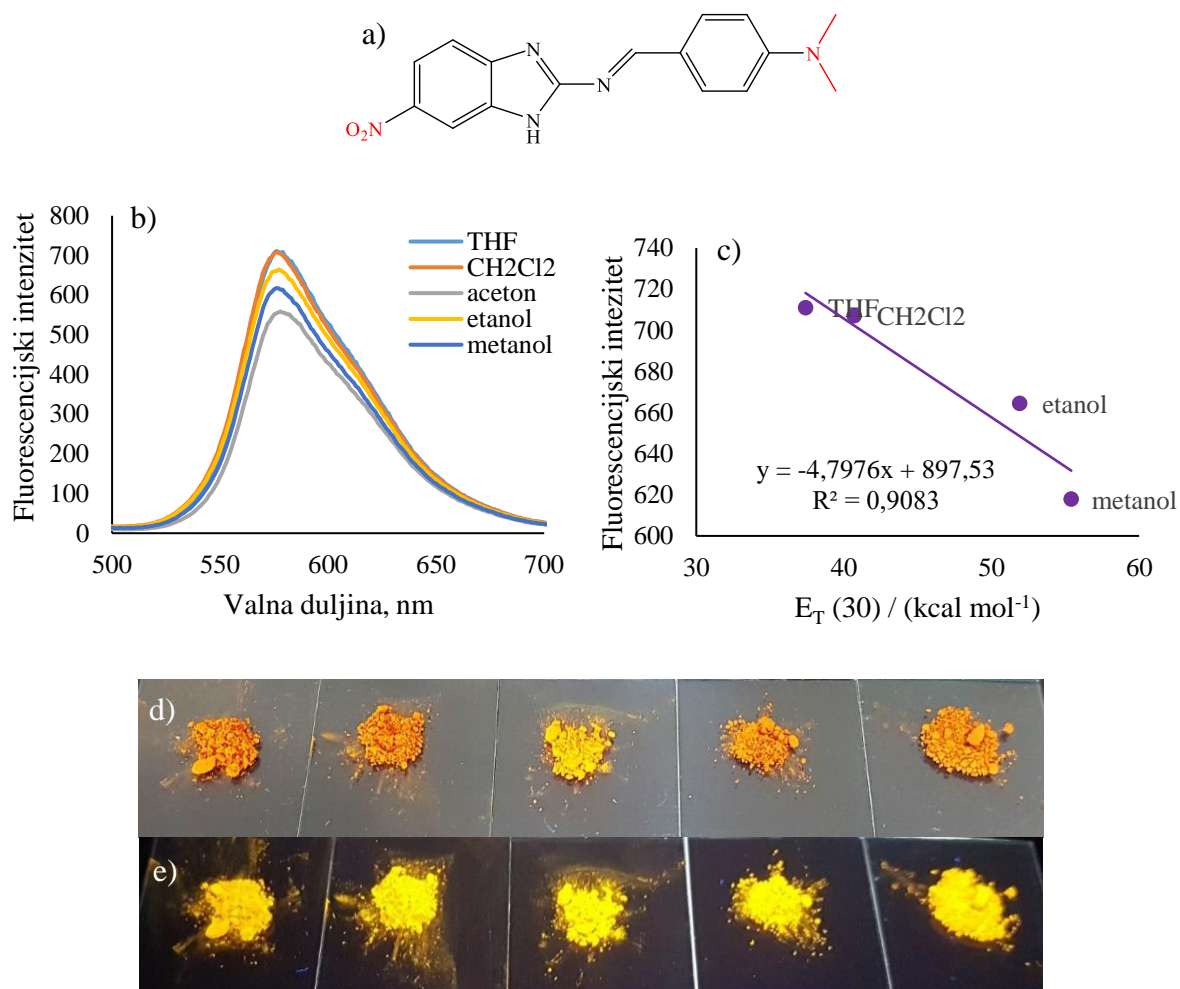 a)
N
N
H
N
N
O₂N
b)
Fluorescencijski intenzitet
800
700
600
500
400
300
200
100
0
500 550 600 650 700
Valna duljina, nm
THF
CH2Cl2
aceton
etanol
metanol
c)
Fluorescencijski intezitet
740
720
700
680
660
640
620
600
30 40 50 60
E_T (30) / (kcal mol⁻¹)
THF
CH2Cl2
etanol
metanol
y = -4,7976x + 897,53
R² = 0,9083
d)
e)